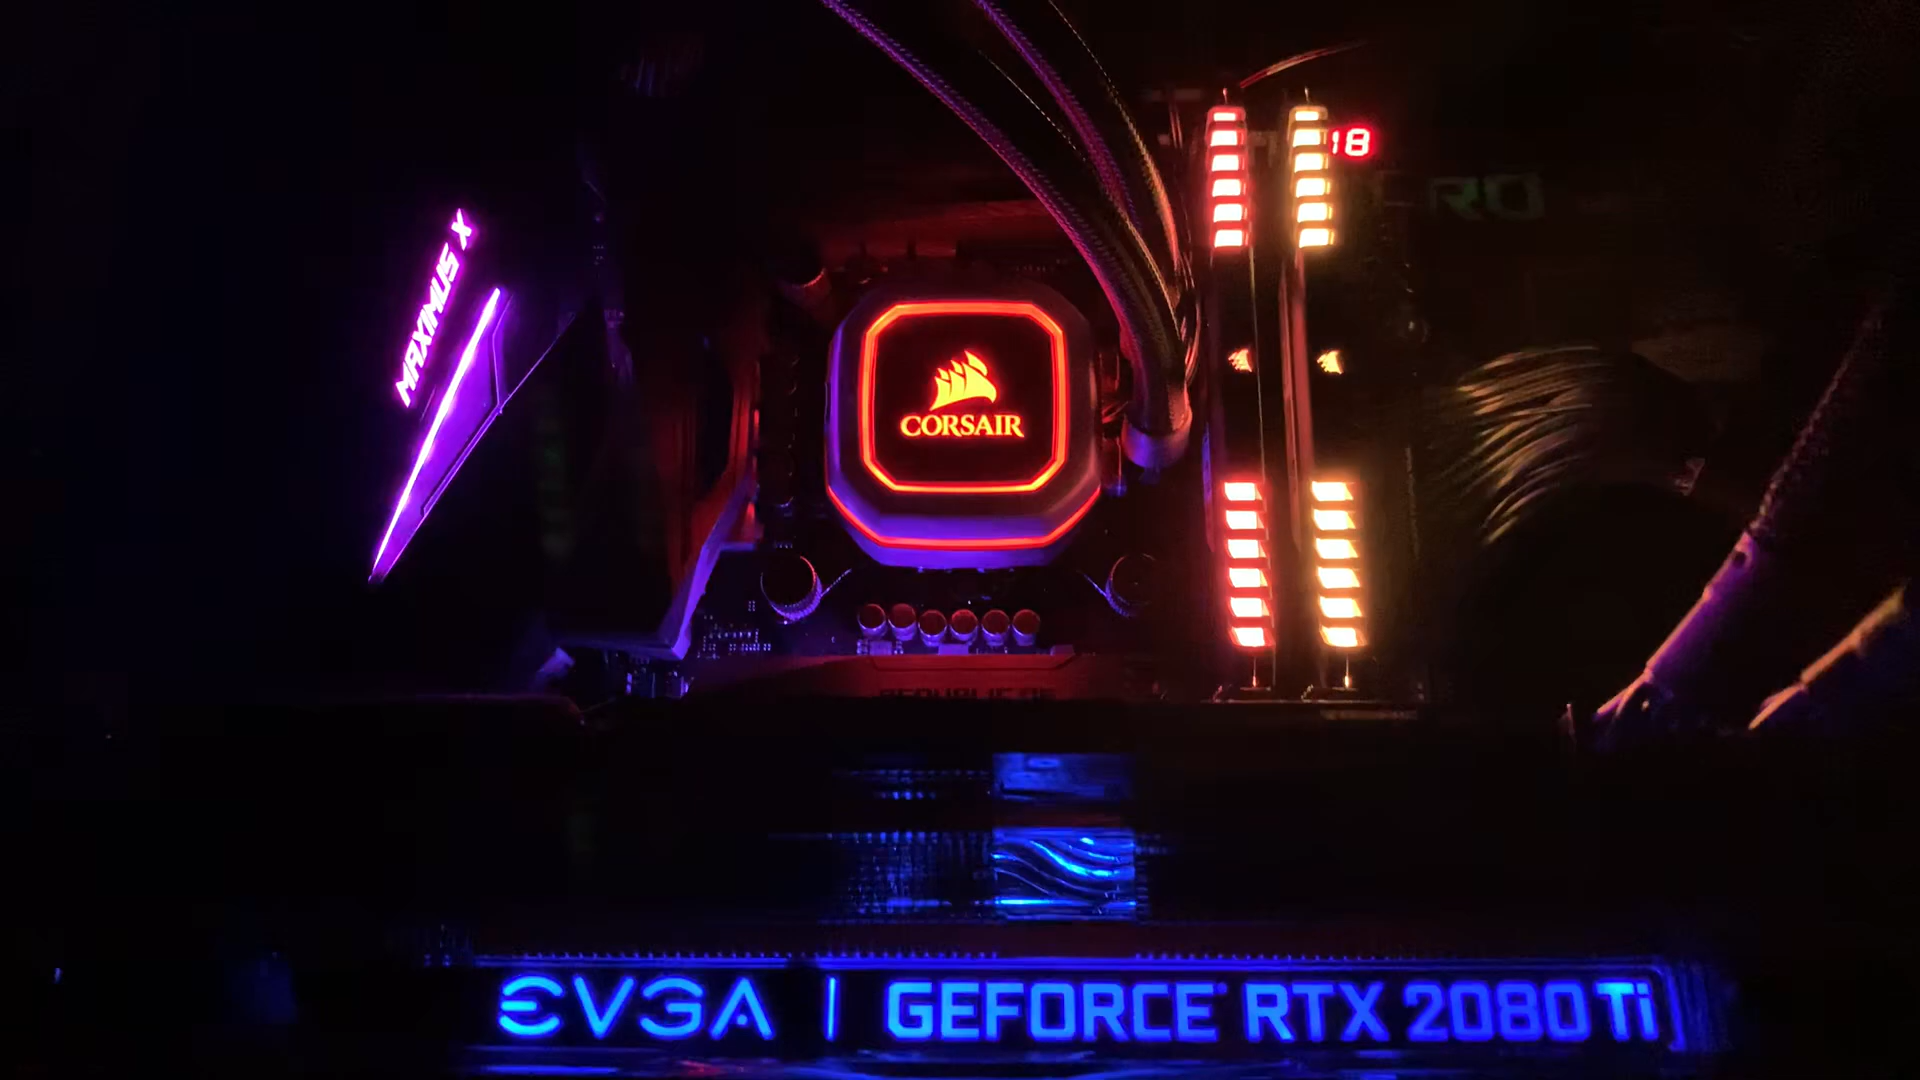 MAXIMUS X
18
CORSAIR
EVGA | GEFORCE RTX 2080 Ti